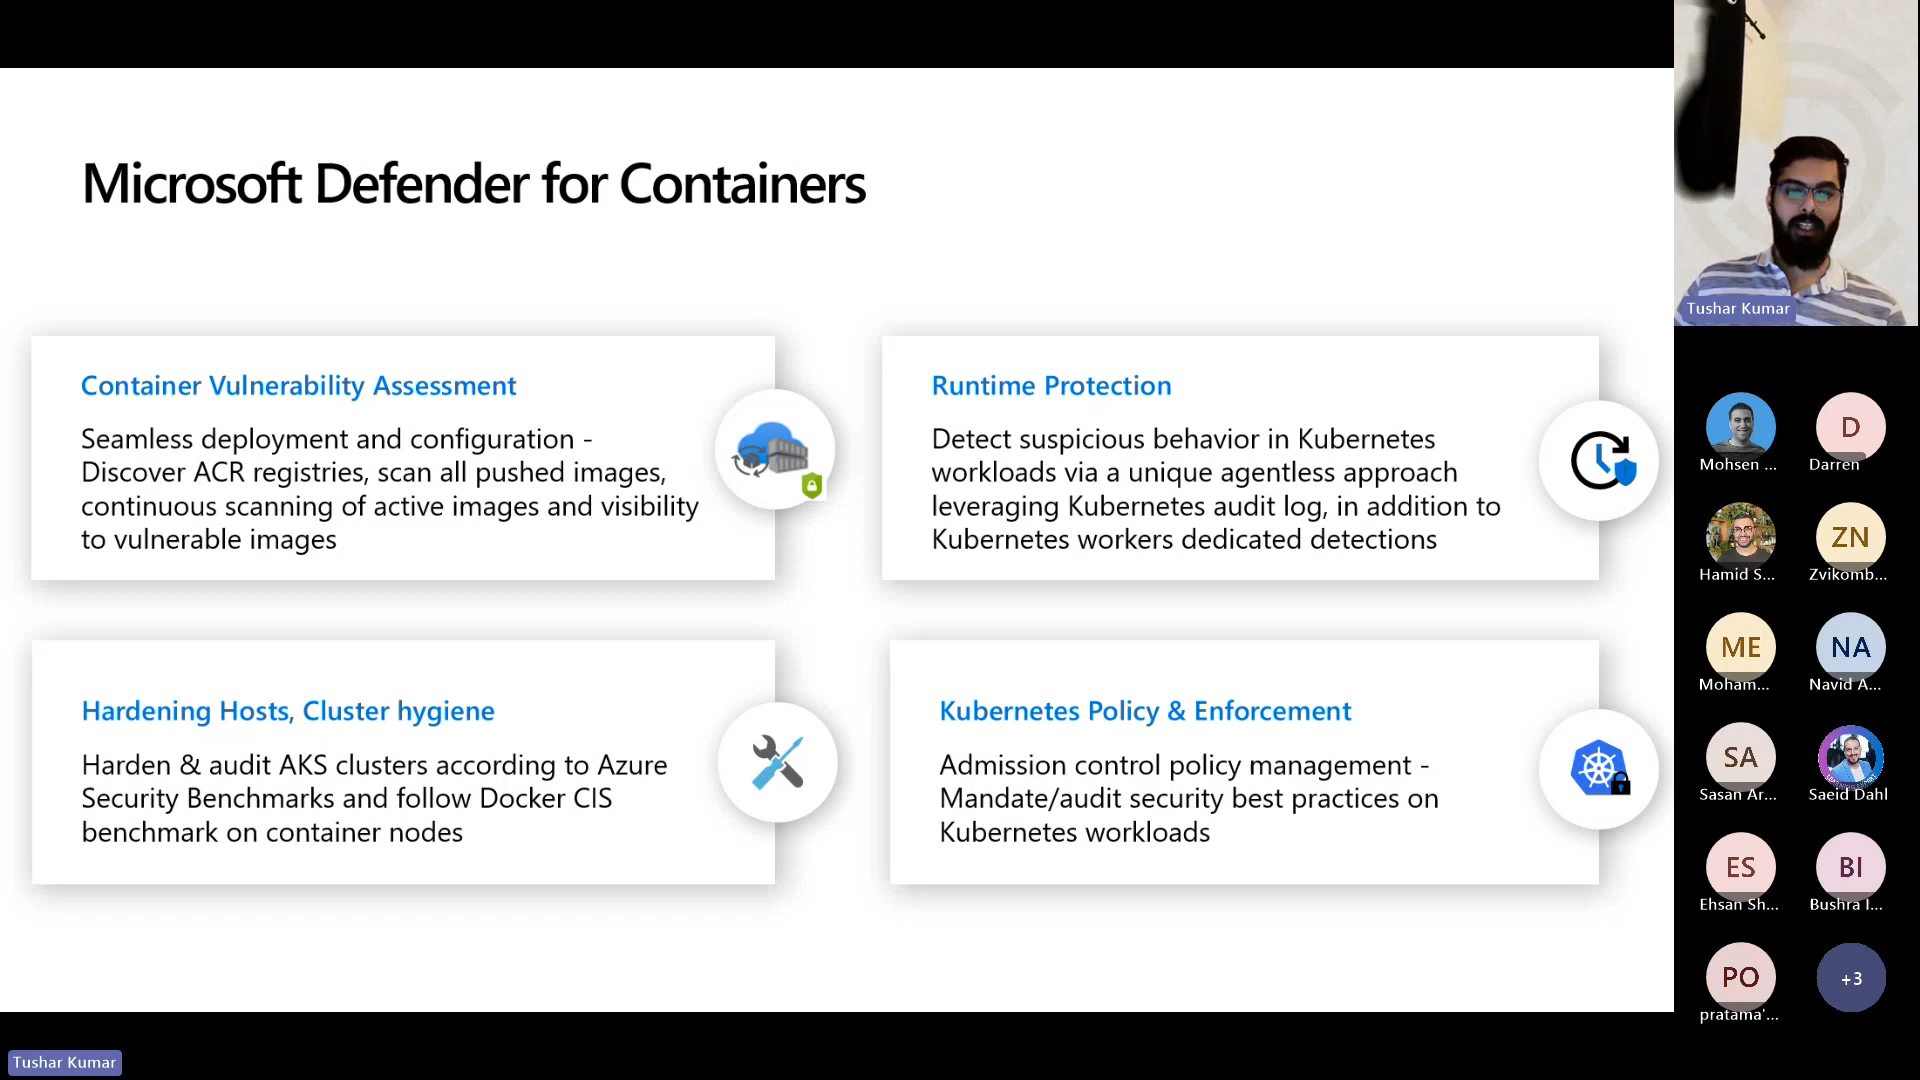 Microsoft Defender for Containers
Container Vulnerability Assessment
Seamless deployment and configuration -
Discover ACR registries, scan all pushed images,
continuous scanning of active images and visibility
to vulnerable images
Runtime Protection
Detect suspicious behavior in Kubernetes
workloads via a unique agentless approach
leveraging Kubernetes audit log, in addition to
Kubernetes workers dedicated detections
Hardening Hosts, Cluster hygiene
Harden & audit AKS clusters according to Azure
Security Benchmarks and follow Docker CIS
benchmark on container nodes
Kubernetes Policy & Enforcement
Admission control policy management -
Mandate/audit security best practices on
Kubernetes workloads
Tushar Kumar
Mohsen ...
D
Darren
Hamid S...
ZN
Zvikomb...
ME
Moham...
NA
Navid A...
SA
Sasan Ar...
Saeid Dahl
ES
Ehsan Sh...
BI
Bushra I...
PO
pratama'...
+3
Tushar Kumar